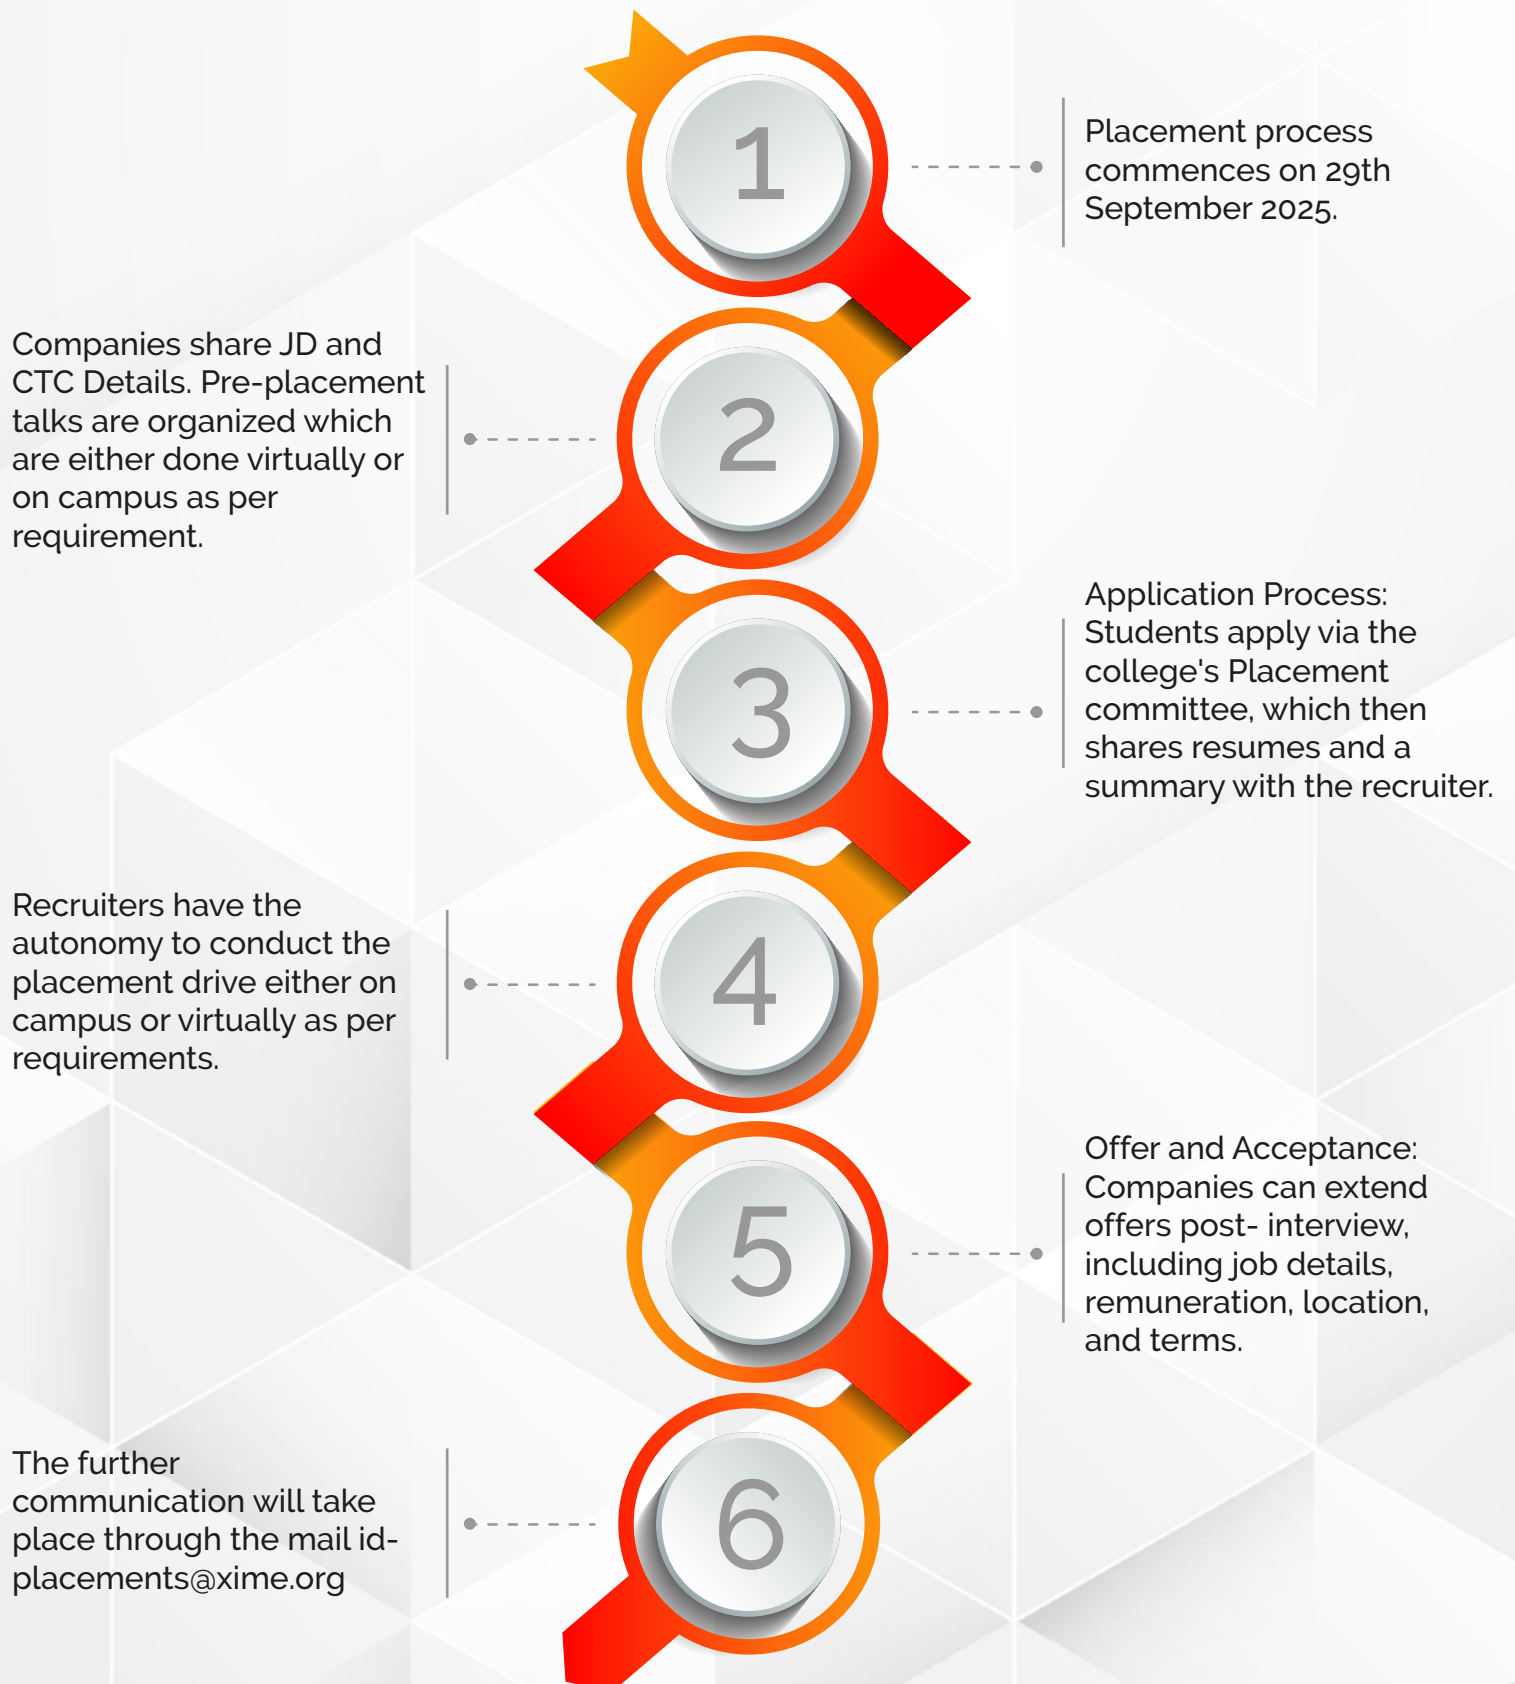 1
Placement process
commences on 29th
September 2025.
2
Companies share JD and
CTC Details. Pre-placement
talks are organized which
are either done virtually or
on campus as per
requirement.
3
Application Process:
Students apply via the
college's Placement
committee, which then
shares resumes and a
summary with the recruiter.
4
Recruiters have the
autonomy to conduct the
placement drive either on
campus or virtually as per
requirements.
5
Offer and Acceptance:
Companies can extend
offers post- interview,
including job details,
remuneration, location,
and terms.
6
The further
communication will take
place through the mail id-
placements@xime.org